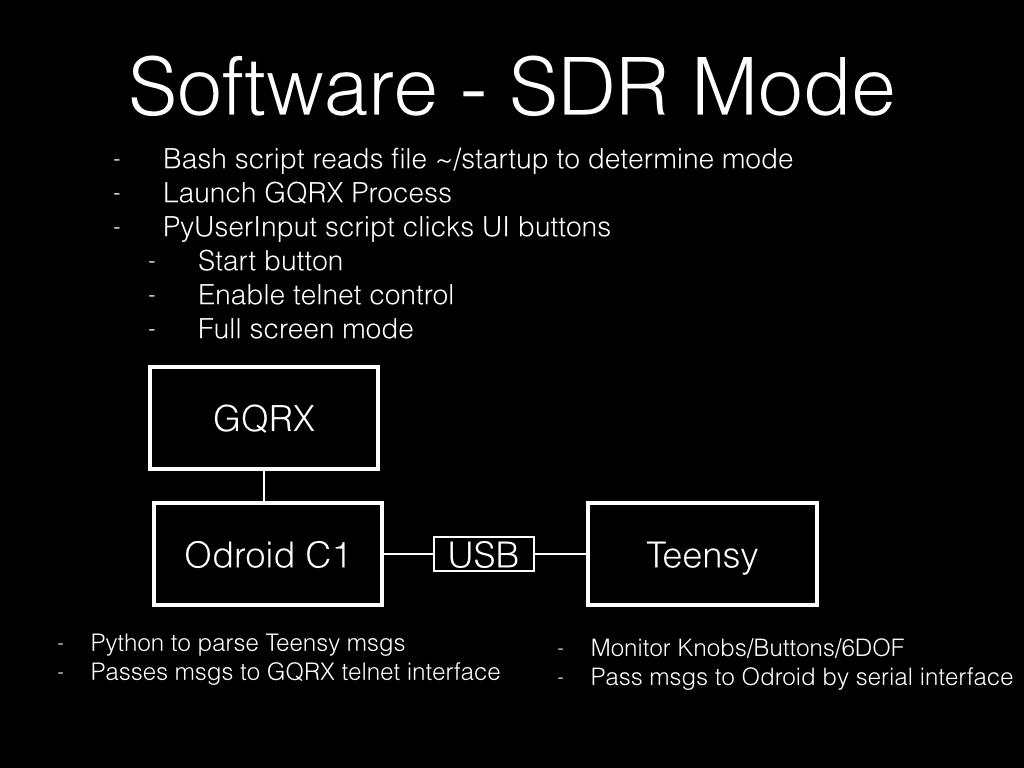 Software - SDR Mode
- Bash script reads file ~/startup to determine mode
- Launch GQRX Process
- PyUserInput script clicks UI buttons
- Start button
- Enable telnet control
- Full screen mode
GQRX
Odroid C1
USB
Teensy
- Python to parse Teensy msgs
- Passes msgs to GQRX telnet interface
- Monitor Knobs/Buttons/6DOF
- Pass msgs to Odroid by serial interface